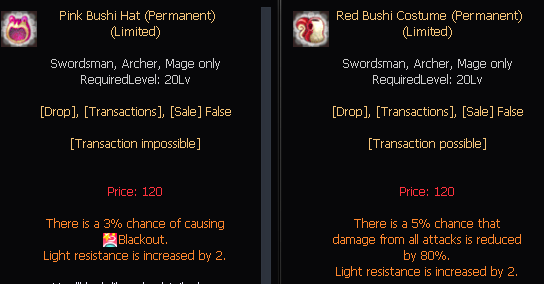 Pink Bushi Hat (Permanent)
(Limited)
Swordsman, Archer, Mage only
RequiredLevel: 20Lv
[Drop], [Transactions], [Sale] False
[Transaction impossible]
Price: 120
There is a 3% chance of causing
Blackout.
Light resistance is increased by 2.
Red Bushi Costume (Permanent)
(Limited)
Swordsman, Archer, Mage only
RequiredLevel: 20Lv
[Drop], [Transactions], [Sale] False
[Transaction possible]
Price: 120
There is a 5% chance that
damage from all attacks is reduced
by 80%.
Light resistance is increased by 2.